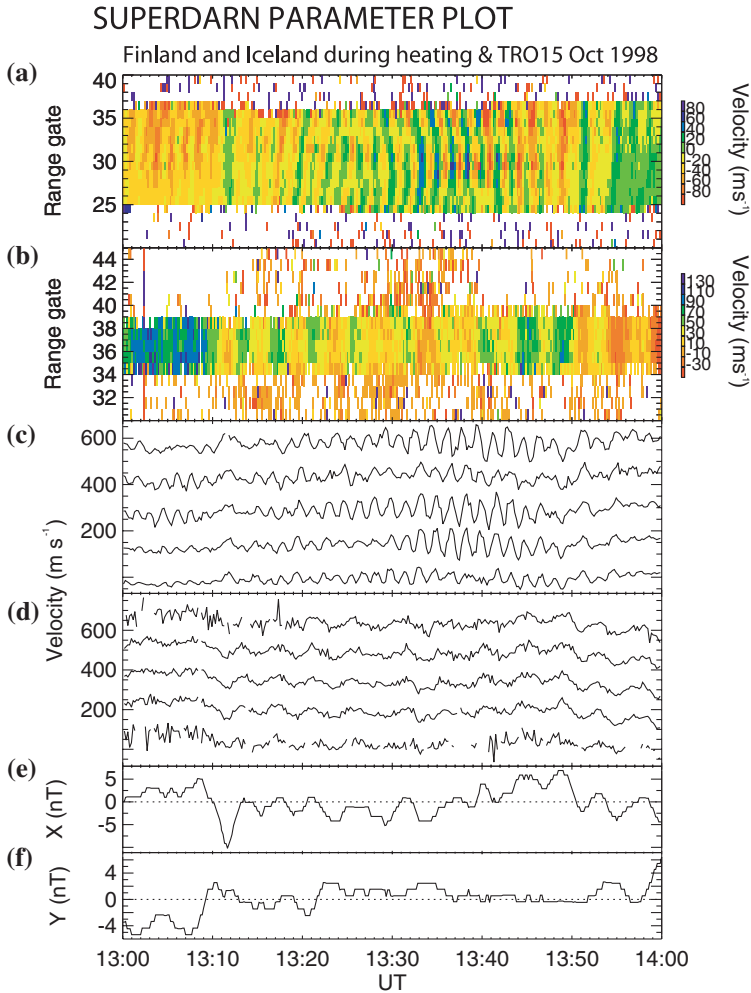 SUPERDARN PARAMETER PLOT
Finland and Iceland during heating & TRO15 Oct 1998
(a)
40
35
30
25
Range gate
80
60
40
20
0
-20
-40
-60
-80
Velocity (ms⁻¹)
(b)
44
42
40
38
36
34
32
Range gate
130
110
90
70
50
30
10
-10
-30
Velocity (ms⁻¹)
(c)
600
400
200
Velocity (m s⁻¹)
(d)
600
400
200
(e)
5
0
-5
X (nT)
(f)
4
0
-4
Y (nT)
13:00 13:10 13:20 13:30 13:40 13:50 14:00
UT